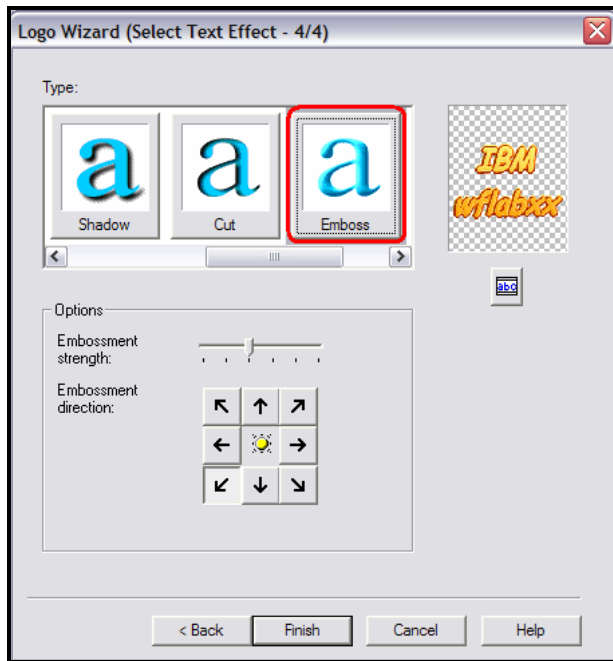 Logo Wizard (Select Text Effect - 4/4)
Type:
a
a
a
Shadow
Cut
Emboss
IBM
wflabxx
abc
Options
Embossment
strength:
Embossment
direction:
< Back
Finish
Cancel
Help